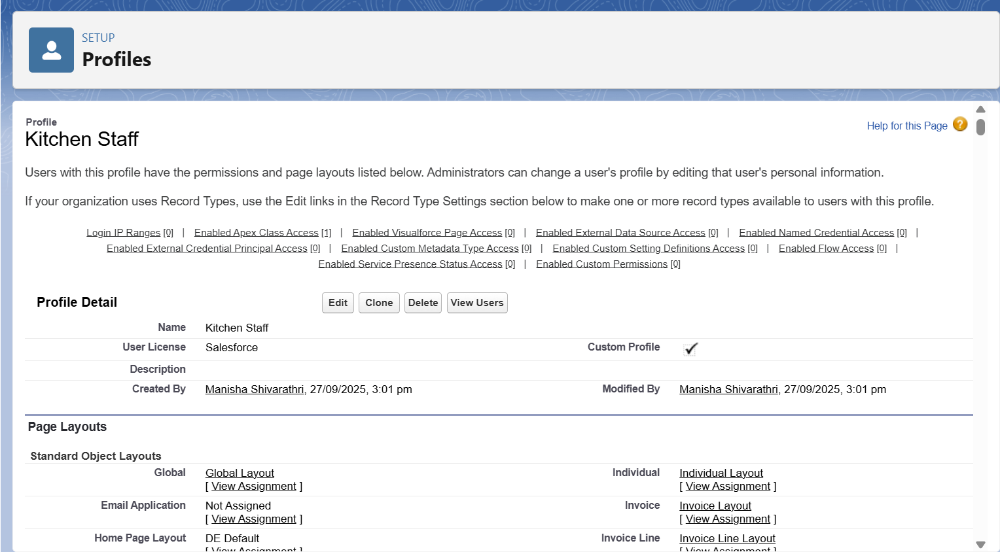 SETUP
Profiles
Profile
Kitchen Staff
Help for this Page ?
Users with this profile have the permissions and page layouts listed below. Administrators can change a user's profile by editing that user's personal information.
If your organization uses Record Types, use the Edit links in the Record Type Settings section below to make one or more record types available to users with this profile.
Login IP Ranges [0] | Enabled Apex Class Access [1] | Enabled Visualforce Page Access [0] | Enabled External Data Source Access [0] | Enabled Named Credential Access [0] |
Enabled External Credential Principal Access [0] | Enabled Custom Metadata Type Access [0] | Enabled Custom Setting Definitions Access [0] | Enabled Flow Access [0] |
Enabled Service Presence Status Access [0] | Enabled Custom Permissions [0]
Profile Detail Edit Clone Delete View Users
Name Kitchen Staff
User License Salesforce Custom Profile
Description
Created By Manisha Shivarathri, 27/09/2025, 3:01 pm Modified By Manisha Shivarathri, 27/09/2025, 3:01 pm
Page Layouts
Standard Object Layouts
Global Global Layout Individual Individual Layout
[ View Assignment ] [ View Assignment ]
Email Application Not Assigned Invoice Invoice Layout
[ View Assignment ] [ View Assignment ]
Home Page Layout DE Default Invoice Line Invoice Line Layout
[ View Assignment ] [ View Assignment ]